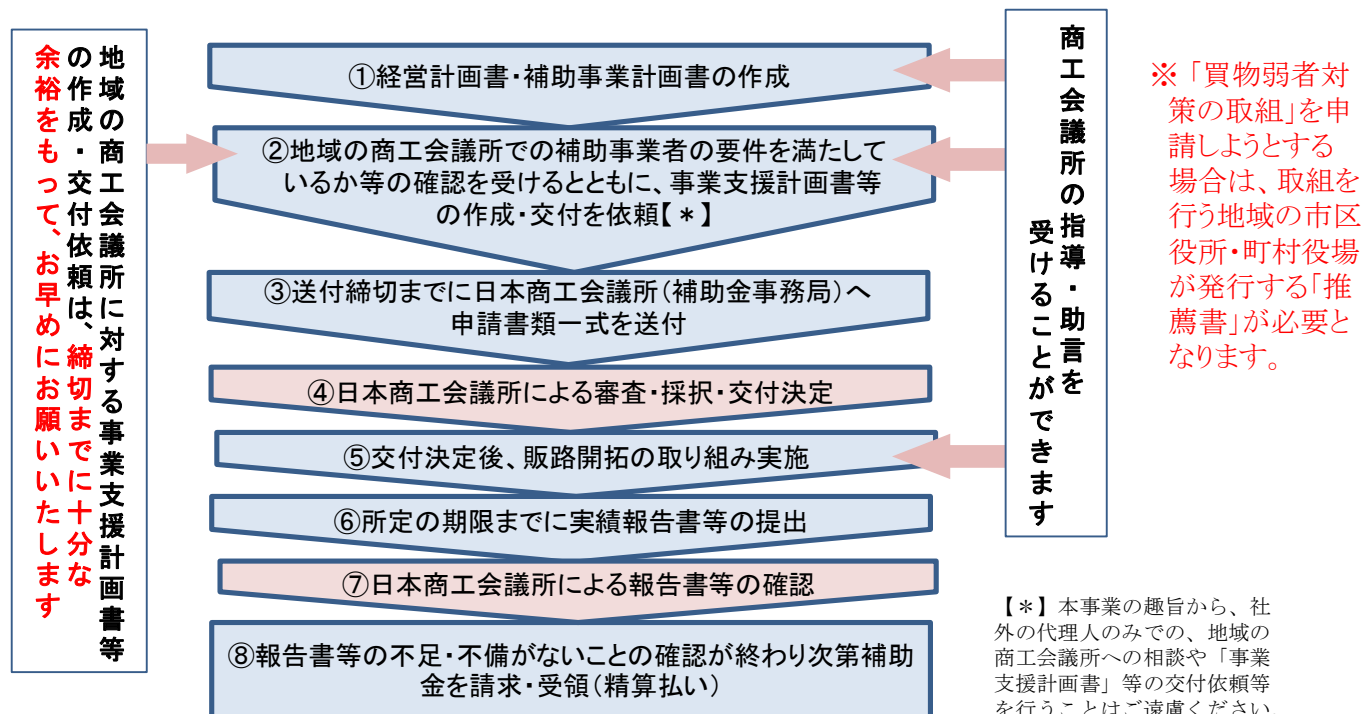 地域の商工会議所に対する事業支援計画書等
の作成・交付依頼は、締切までに十分な
余裕をもって、お早めにお願いいたします
①経営計画書・補助事業計画書の作成
②地域の商工会議所での補助事業者の要件を満たして
いるか等の確認を受けるとともに、事業支援計画書等
の作成・交付を依頼【＊】
③送付締切までに日本商工会議所（補助金事務局）へ
申請書類一式を送付
④日本商工会議所による審査・採択・交付決定
⑤交付決定後、販路開拓の取り組み実施
⑥所定の期限までに実績報告書等の提出
⑦日本商工会議所による報告書等の確認
⑧報告書等の不足・不備がないことの確認が終わり次第補助
金を請求・受領（精算払い）
商工会議所の指導・助言を
受けることができます
※「買物弱者対
策の取組」を申
請しようとする
場合は、取組を
行う地域の市区
役所・町村役場
が発行する「推
薦書」が必要と
なります。
【＊】本事業の趣旨から、社
外の代理人のみでの、地域の
商工会議所への相談や「事業
支援計画書」等の交付依頼等
を行うことはご遠慮ください